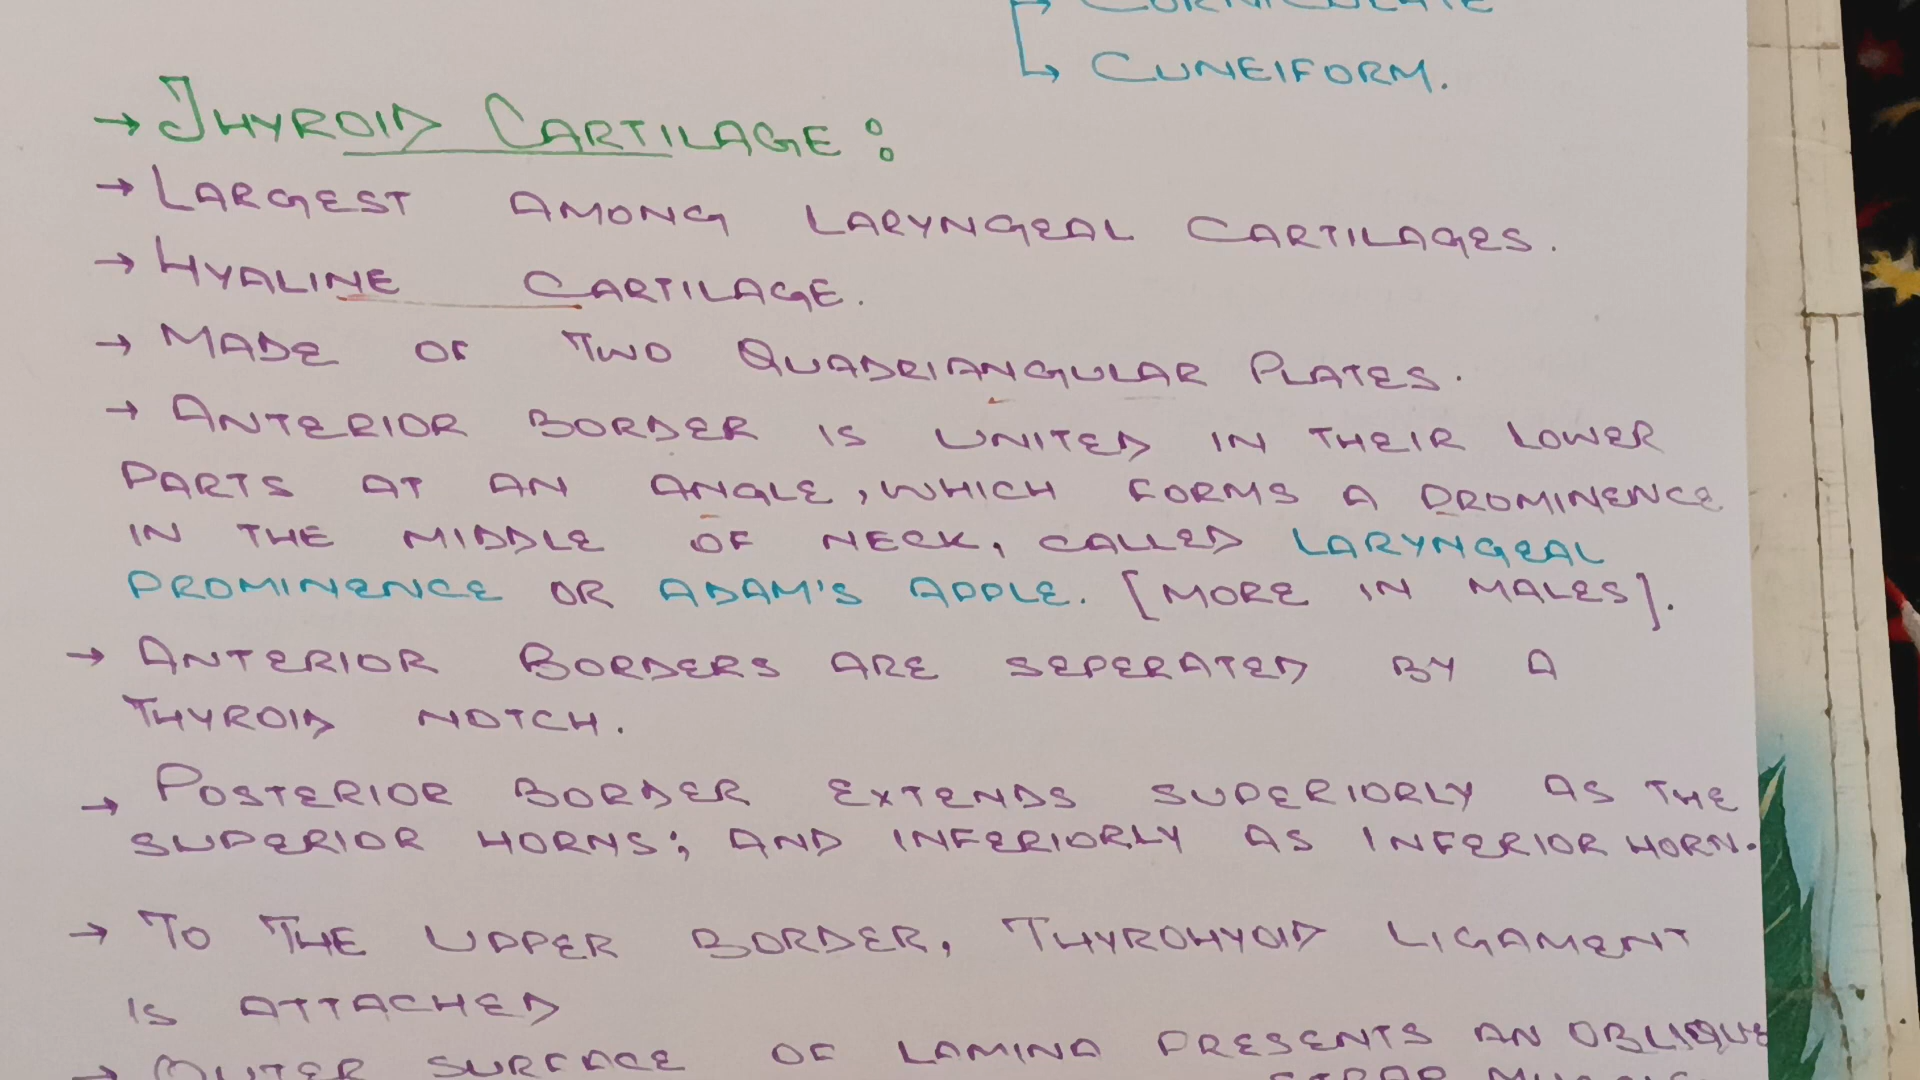 CUNEIFORM.
→ THYROID CARTILAGE:
→ LARGEST AMONG LARYNGEAL CARTILAGES.
→ HYALINE CARTILAGE.
→ MADE OF TWO QUADRIANGULAR PLATES.
→ ANTERIOR BORDER IS UNITED IN THEIR LOWER
PARTS AT AN ANGLE, WHICH FORMS A PROMINENCE
IN THE MIDDLE OF NECK, CALLED LARYNGEAL
PROMINENCE OR ADAM'S APPLE. [MORE IN MALES].
→ ANTERIOR BORDERS ARE SEPERATED BY A
THYROID NOTCH.
→ POSTERIOR BORDER EXTENDS SUPERIORLY AS THE
SUPERIOR HORNS; AND INFERIORLY AS INFERIOR HORN.
→ TO THE UPPER BORDER, THYROHYOID LIGAMENT
IS ATTACHED
→ OUTER SURFACE OF LAMINA PRESENTS AN OBLIQUE